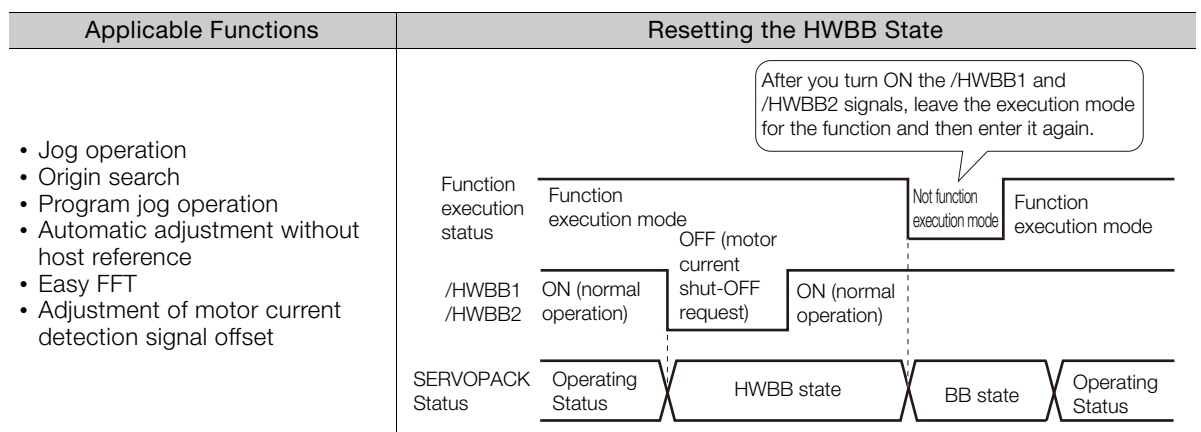 Applicable Functions
Resetting the HWBB State
• Jog operation
• Origin search
• Program jog operation
• Automatic adjustment without
host reference
• Easy FFT
• Adjustment of motor current
detection signal offset
After you turn ON the /HWBB1 and
/HWBB2 signals, leave the execution mode
for the function and then enter it again.
Function
execution
status
Function
execution mode
Not function
execution mode
Function
execution mode
/HWBB1
/HWBB2
ON (normal
operation)
OFF (motor
current
shut-OFF
request)
ON (normal
operation)
SERVOPACK
Status
Operating
Status
HWBB state
BB state
Operating
Status